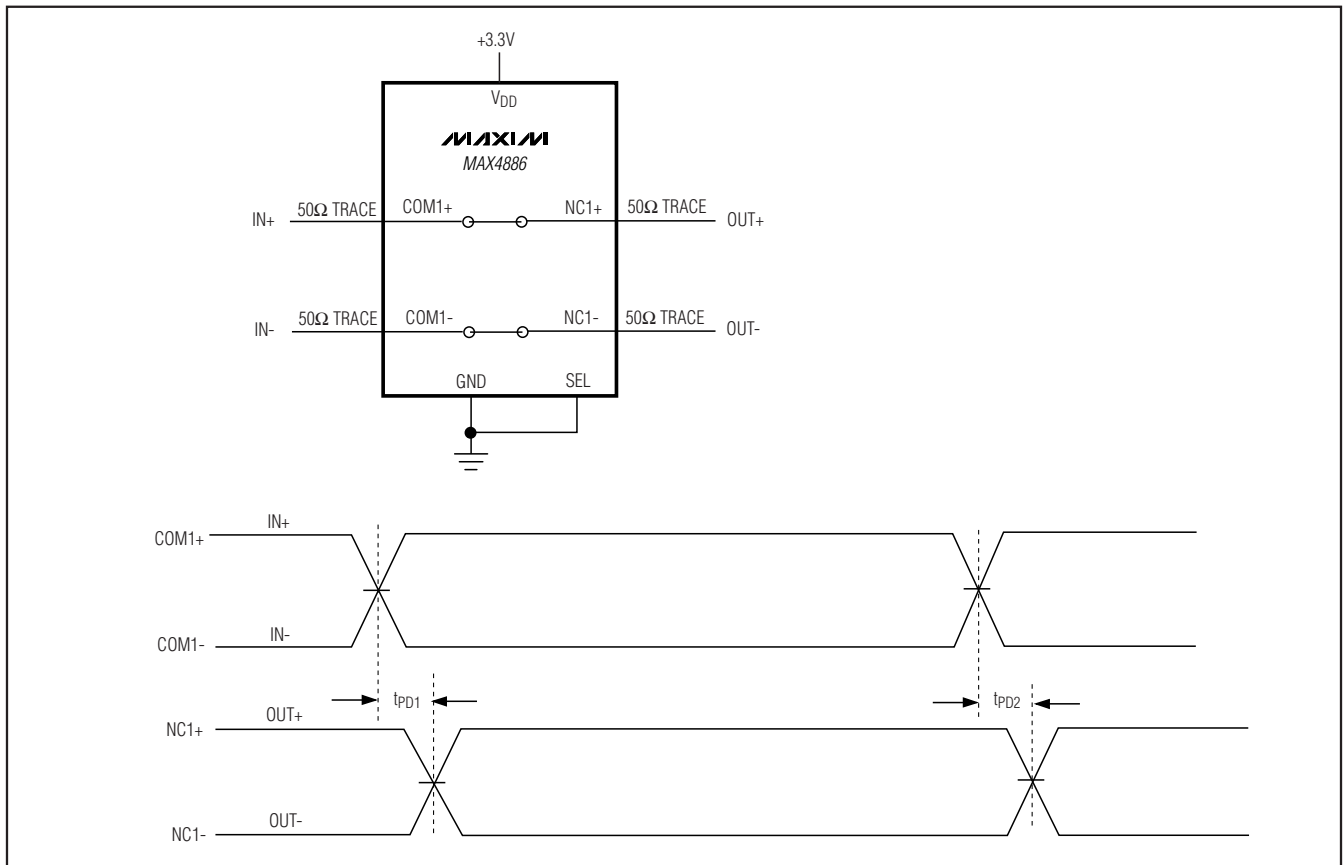 +3.3V
VDD
MAXIM
MAX4886
IN+ 50Ω TRACE COM1+ NC1+ 50Ω TRACE OUT+
IN- 50Ω TRACE COM1- NC1- 50Ω TRACE OUT-
GND SEL
COM1+ IN+
COM1- IN-
tPD1 tPD2
NC1+ OUT+
NC1- OUT-